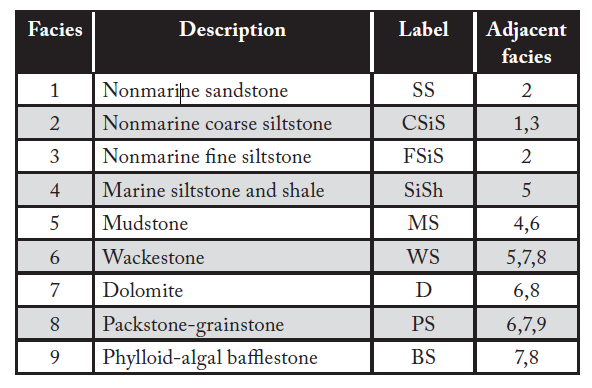 Facies Description Label Adjacent
facies
1 Nonmarine sandstone SS 2
2 Nonmarine coarse siltstone CSiS 1,3
3 Nonmarine fine siltstone FSiS 2
4 Marine siltstone and shale SiSh 5
5 Mudstone MS 4,6
6 Wackestone WS 5,7,8
7 Dolomite D 6,8
8 Packstone-grainstone PS 6,7,9
9 Phylloid-algal bafflestone BS 7,8